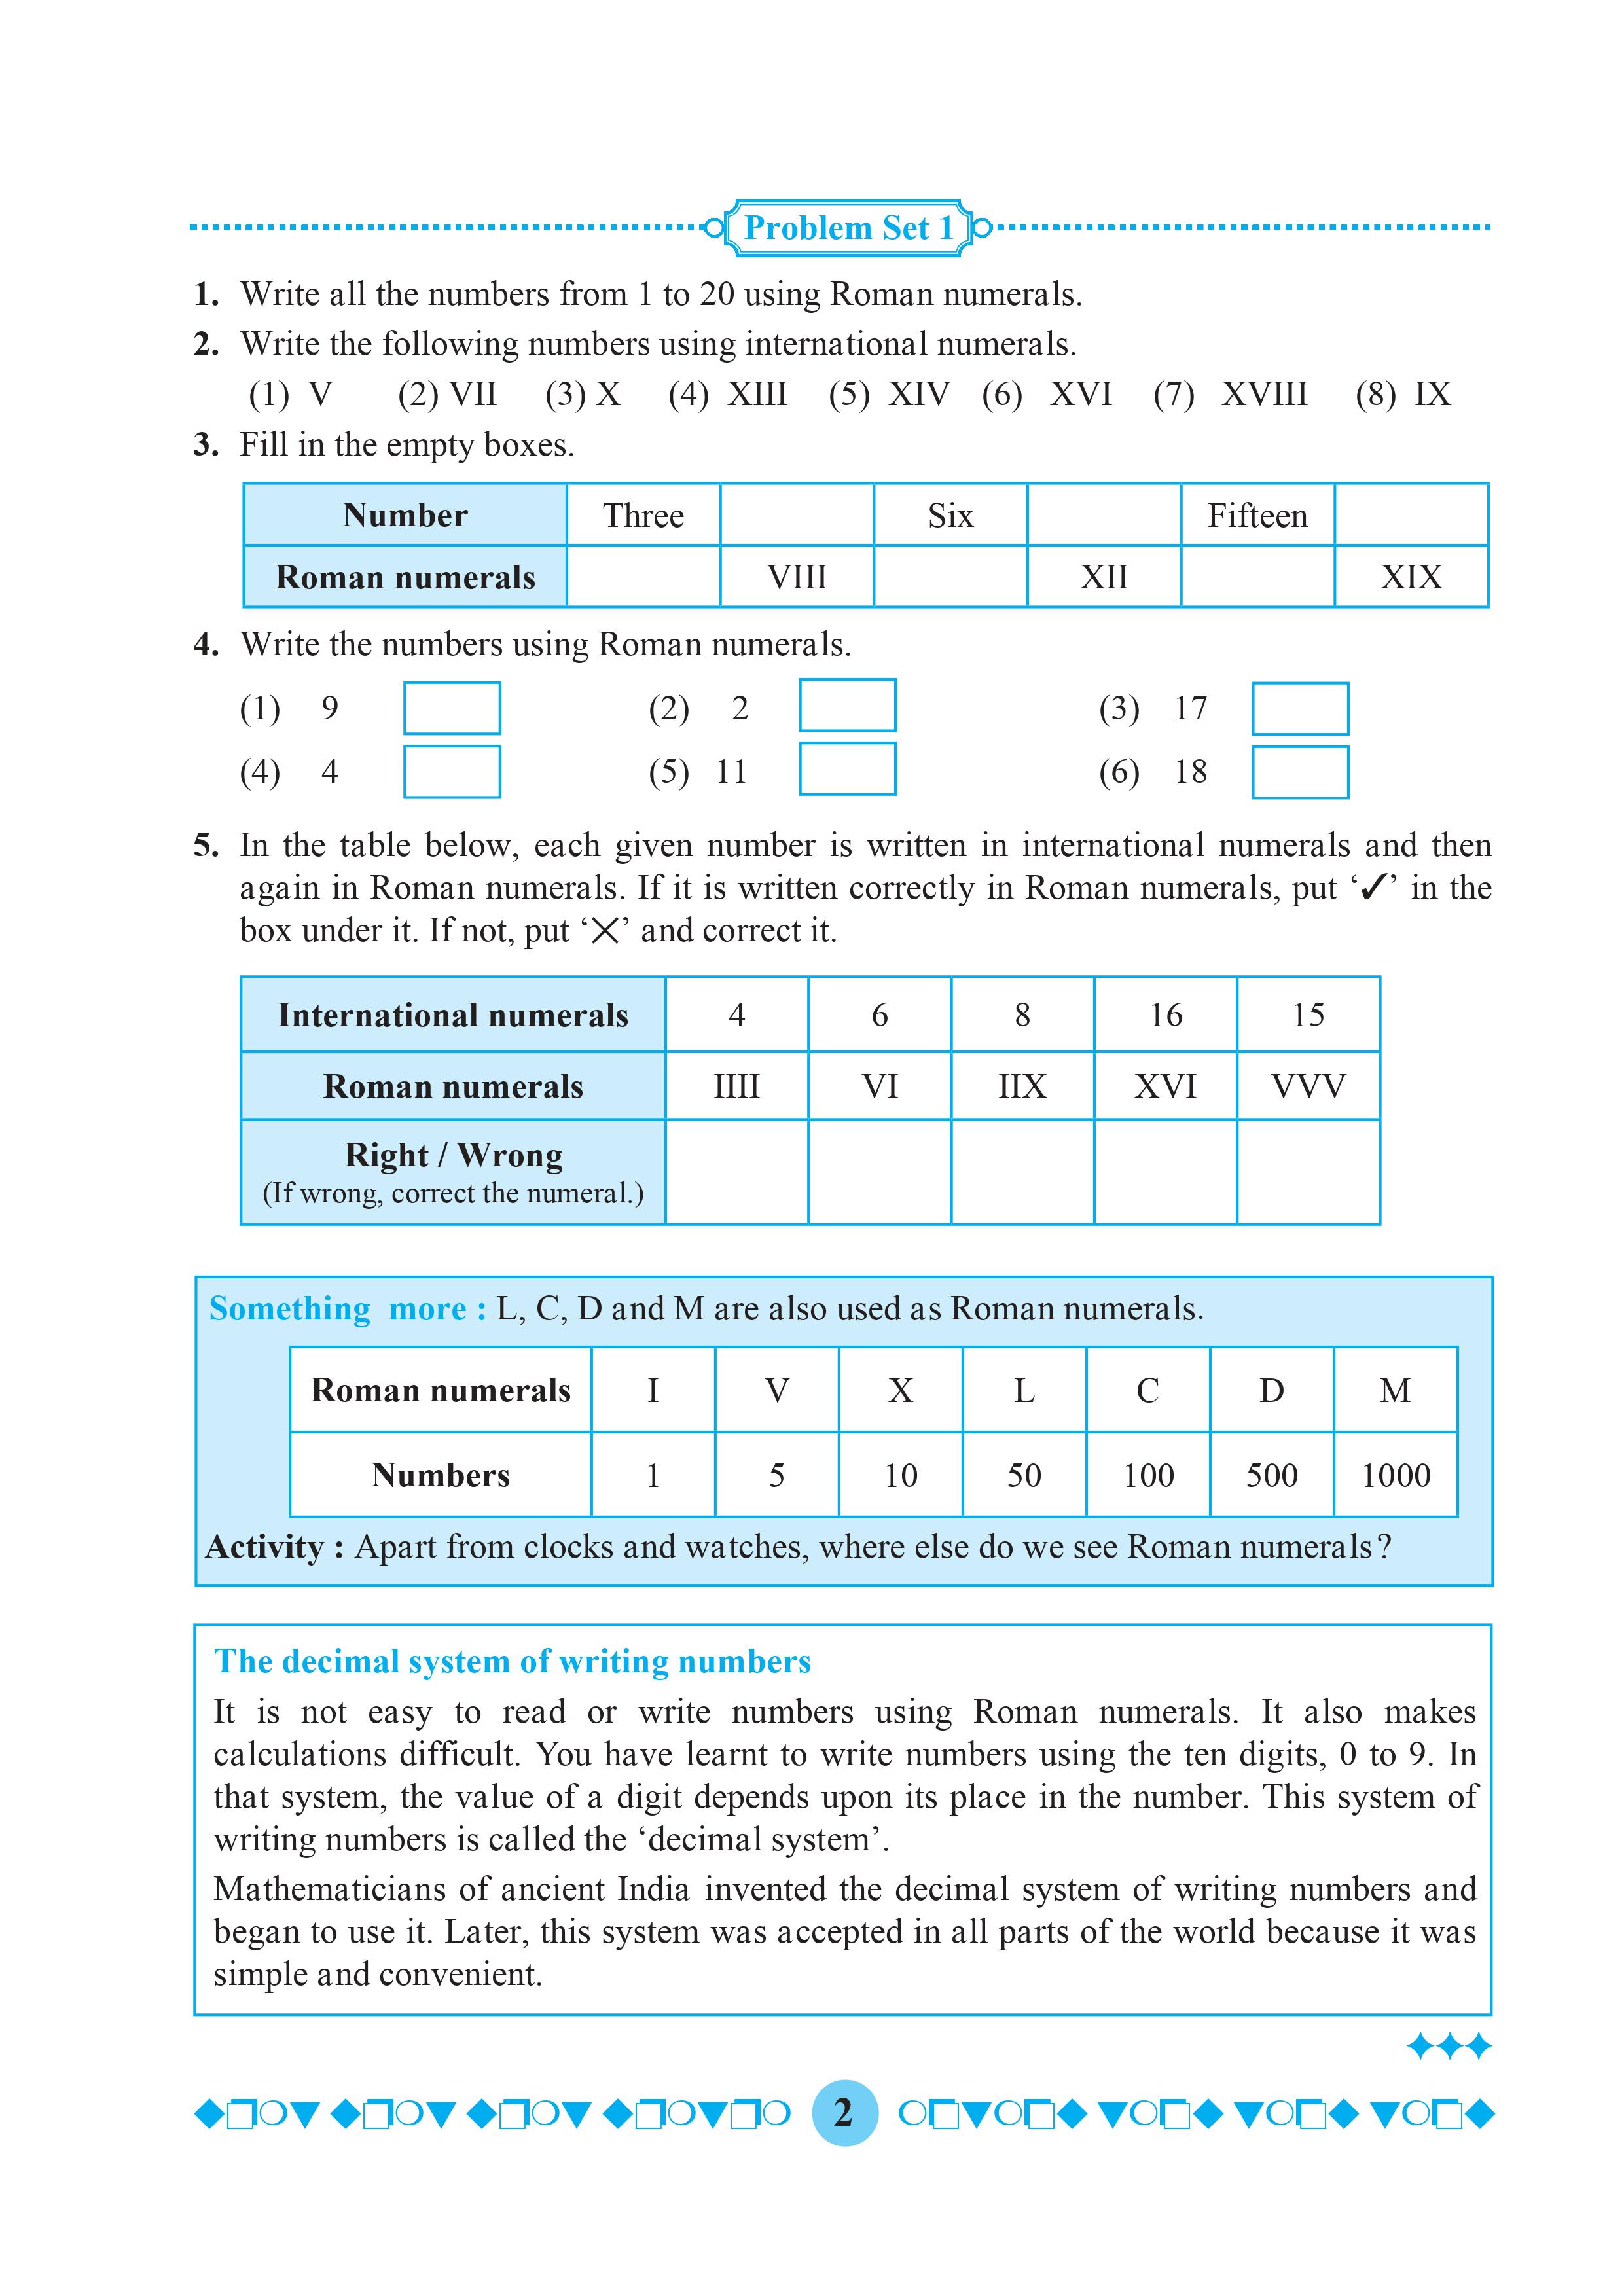 Problem Set 1
1. Write all the numbers from 1 to 20 using Roman numerals.
2. Write the following numbers using international numerals.
(1) V (2) VII (3) X (4) XIII (5) XIV (6) XVI (7) XVIII (8) IX
3. Fill in the empty boxes.
Number Three Six Fifteen
Roman numerals VIII XII XIX
4. Write the numbers using Roman numerals.
(1) 9 (2) 2 (3) 17
(4) 4 (5) 11 (6) 18
5. In the table below, each given number is written in international numerals and then
again in Roman numerals. If it is written correctly in Roman numerals, put ‘✓’ in the
box under it. If not, put ‘✕’ and correct it.
International numerals 4 6 8 16 15
Roman numerals IIII VI IIX XVI VVV
Right / Wrong
(If wrong, correct the numeral.)
Something more : L, C, D and M are also used as Roman numerals.
Roman numerals I V X L C D M
Numbers 1 5 10 50 100 500 1000
Activity : Apart from clocks and watches, where else do we see Roman numerals?
The decimal system of writing numbers
It is not easy to read or write numbers using Roman numerals. It also makes
calculations difficult. You have learnt to write numbers using the ten digits, 0 to 9. In
that system, the value of a digit depends upon its place in the number. This system of
writing numbers is called the ‘decimal system’.
Mathematicians of ancient India invented the decimal system of writing numbers and
began to use it. Later, this system was accepted in all parts of the world because it was
simple and convenient.
2